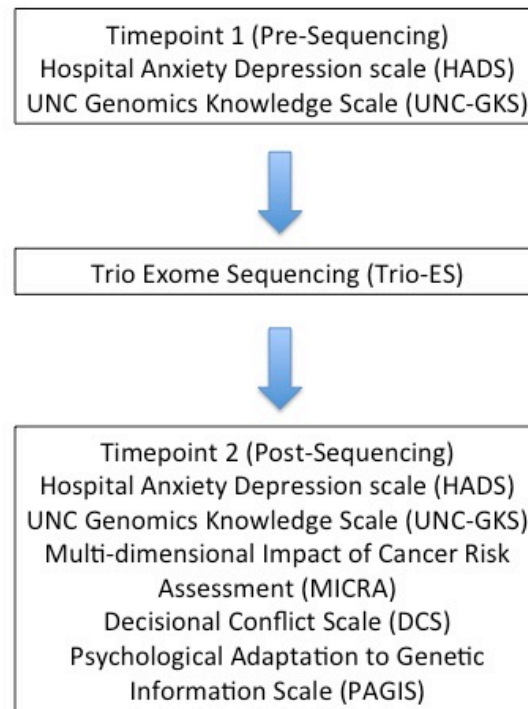 Timepoint 1 (Pre-Sequencing)
Hospital Anxiety Depression scale (HADS)
UNC Genomics Knowledge Scale (UNC-GKS)
Trio Exome Sequencing (Trio-ES)
Timepoint 2 (Post-Sequencing)
Hospital Anxiety Depression scale (HADS)
UNC Genomics Knowledge Scale (UNC-GKS)
Multi-dimensional Impact of Cancer Risk
Assessment (MICRA)
Decisional Conflict Scale (DCS)
Psychological Adaptation to Genetic
Information Scale (PAGIS)